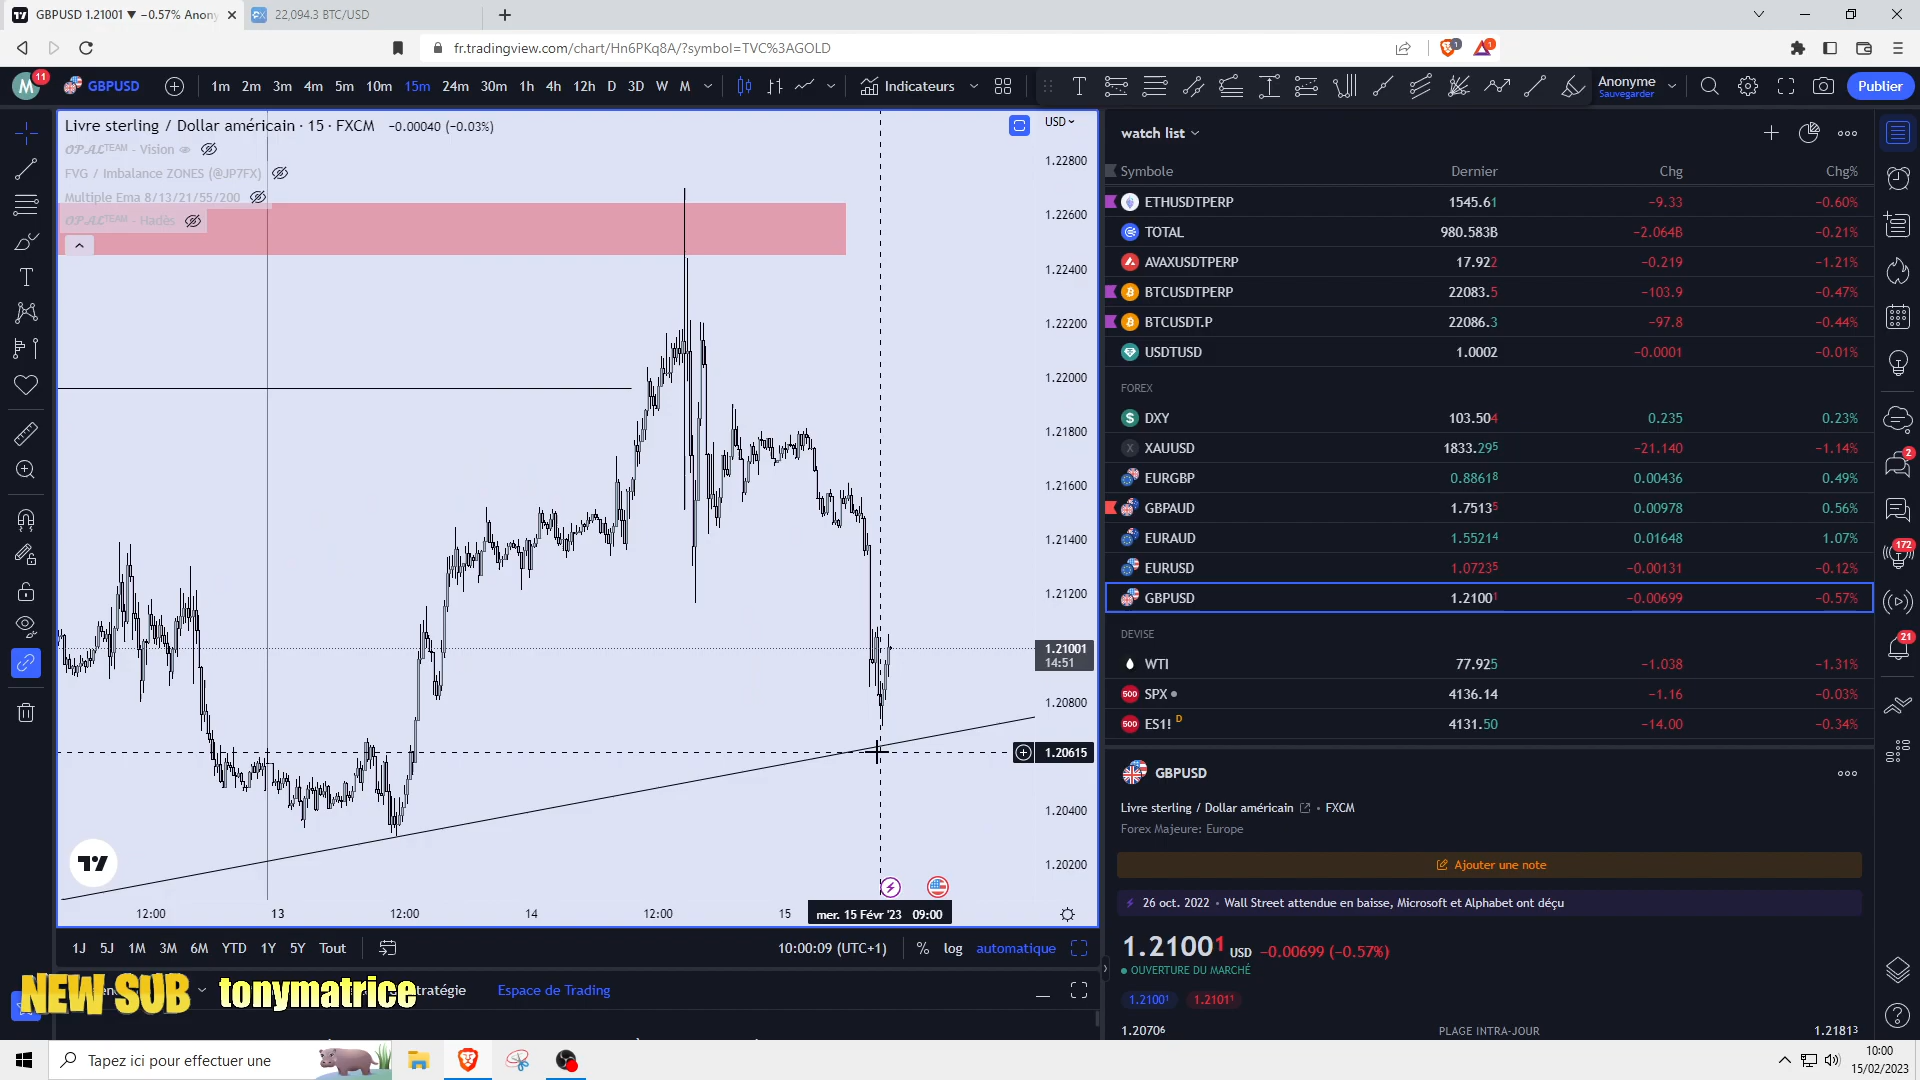 GBPUSD 1.21001 ▼ −0.57% Anony
22,094.3 BTC/USD
fr.tradingview.com/chart/Hn6PKq8A/?symbol=TVC%3AGOLD
1
1
M
11
GBPUSD
1m 2m 3m 4m 5m 10m 15m 24m 30m 1h 4h 12h D 3D W M
Indicateurs
Anonyme
Sauvegarder
Publier
Livre sterling / Dollar américain · 15 · FXCM −0.00040 (−0.03%)
OPALTEAM - Vision
FVG / Imbalance ZONES (@JP7FX)
Multiple Ema 8/13/21/55/200
OPALTEAM - Hadès
USD
1.22800
1.22600
1.22400
1.22200
1.22000
1.21800
1.21600
1.21400
1.21200
1.21001
14:51
1.20800
1.20615
1.20400
1.20200
12:00 13 12:00 14 12:00 15 mer. 15 Févr '23 09:00
1J 5J 1M 3M 6M YTD 1Y 5Y Tout
10:00:09 (UTC+1) % log automatique
NEW SUB tonymatrice
tratégie Espace de Trading
watch list
Symbole Dernier Chg Chg%
ETHUSDTPERP 1545.61 −9.33 −0.60%
TOTAL 980.583B −2.064B −0.21%
AVAXUSDTPERP 17.922 −0.219 −1.21%
BTCUSDTPERP 22083.5 −103.9 −0.47%
BTCUSDT.P 22086.3 −97.8 −0.44%
USDTUSD 1.0002 −0.0001 −0.01%
FOREX
DXY 103.504 0.235 0.23%
XAUUSD 1833.295 −21.140 −1.14%
EURGBP 0.88618 0.00436 0.49%
GBPAUD 1.75135 0.00978 0.56%
EURAUD 1.55214 0.01648 1.07%
EURUSD 1.07235 −0.00131 −0.12%
GBPUSD 1.21001 −0.00699 −0.57%
DEVISE
WTI 77.925 −1.038 −1.31%
SPX 4136.14 −1.16 −0.03%
ES1! D 4131.50 −14.00 −0.34%
2
172
21
GBPUSD
Livre sterling / Dollar américain • FXCM
Forex Majeure: Europe
Ajouter une note
26 oct. 2022 • Wall Street attendue en baisse, Microsoft et Alphabet ont déçu
1.21001 USD −0.00699 (−0.57%)
OUVERTURE DU MARCHÉ
1.21001 1.21011
1.20706 PLAGE INTRA-JOUR 1.21813
Tapez ici pour effectuer une
10:00
15/02/2023